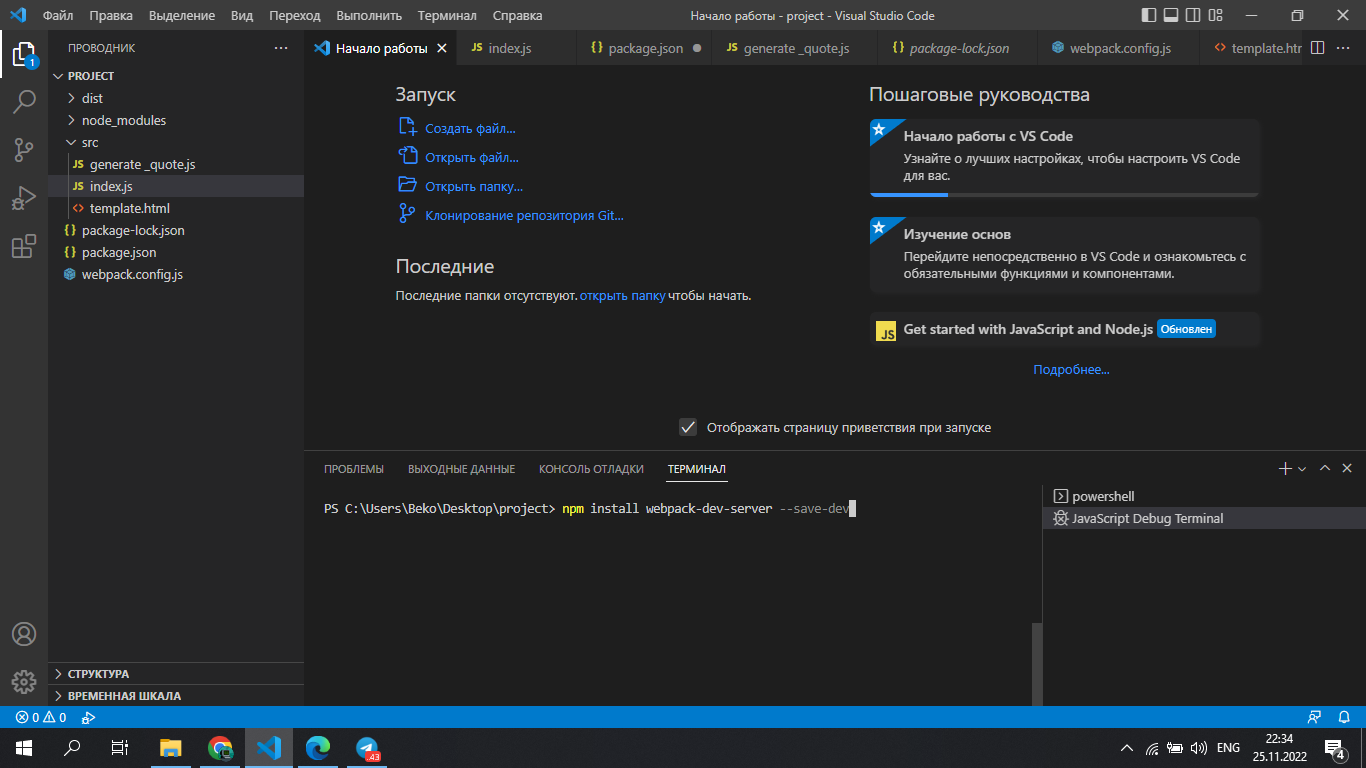 Файл Правка Выделение Вид Переход Выполнить Терминал Справка Начало работы - project - Visual Studio Code
ПРОВОДНИК
Начало работы index.js package.json generate _quote.js package-lock.json webpack.config.js template.htr
PROJECT
dist
node_modules
src
generate _quote.js
index.js
template.html
package-lock.json
package.json
webpack.config.js
СТРУКТУРА
ВРЕМЕННАЯ ШКАЛА
Запуск
Создать файл...
Открыть файл...
Открыть папку...
Клонирование репозитория Git...
Последние
Последние папки отсутствуют. открыть папку чтобы начать.
Пошаговые руководства
Начало работы с VS Code
Узнайте о лучших настройках, чтобы настроить VS Code
для вас.
Изучение основ
Перейдите непосредственно в VS Code и ознакомьтесь с
обязательными функциями и компонентами.
JS Get started with JavaScript and Node.js Обновлен
Подробнее...
Отображать страницу приветствия при запуске
ПРОБЛЕМЫ ВЫХОДНЫЕ ДАННЫЕ КОНСОЛЬ ОТЛАДКИ ТЕРМИНАЛ
PS C:\Users\Beko\Desktop\project> npm install webpack-dev-server --save-dev
powershell
JavaScript Debug Terminal
0 0
43
ENG
22:34
25.11.2022
4